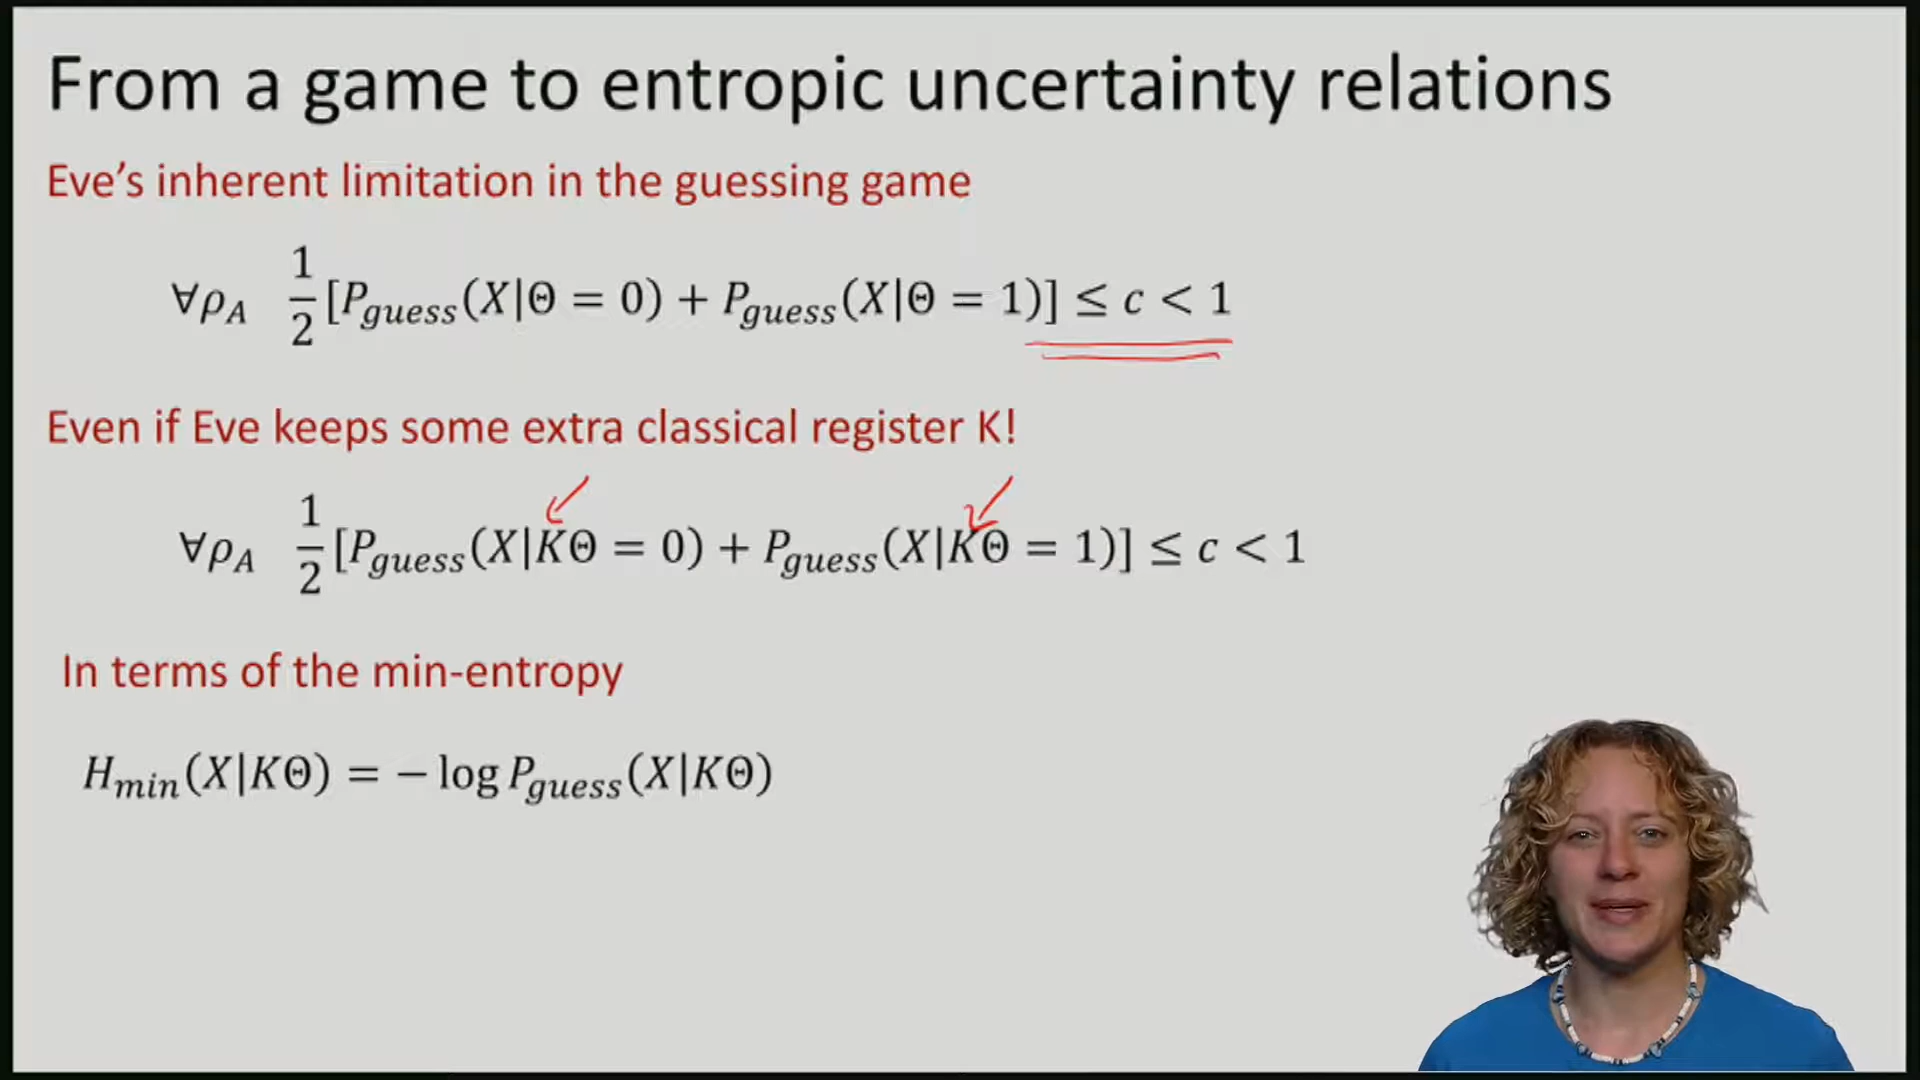 From a game to entropic uncertainty relations
Eve's inherent limitation in the guessing game
∀ρ_A  1/2 [P_guess(X|Θ = 0) + P_guess(X|Θ = 1)] ≤ c < 1
Even if Eve keeps some extra classical register K!
∀ρ_A  1/2 [P_guess(X|KΘ = 0) + P_guess(X|KΘ = 1)] ≤ c < 1
In terms of the min-entropy
H_min(X|KΘ) = − log P_guess(X|KΘ)